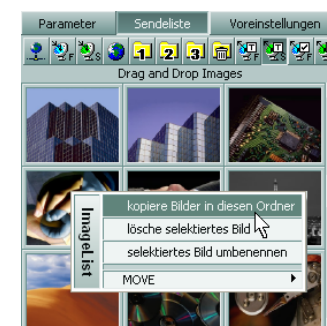 Parameter Sendeliste Voreinstellungen
F S 1 2 3 F S F
Drag and Drop Images
ImageList
kopiere Bilder in diesen Ordner
lösche selektiertes Bild
selektiertes Bild umbenennen
MOVE